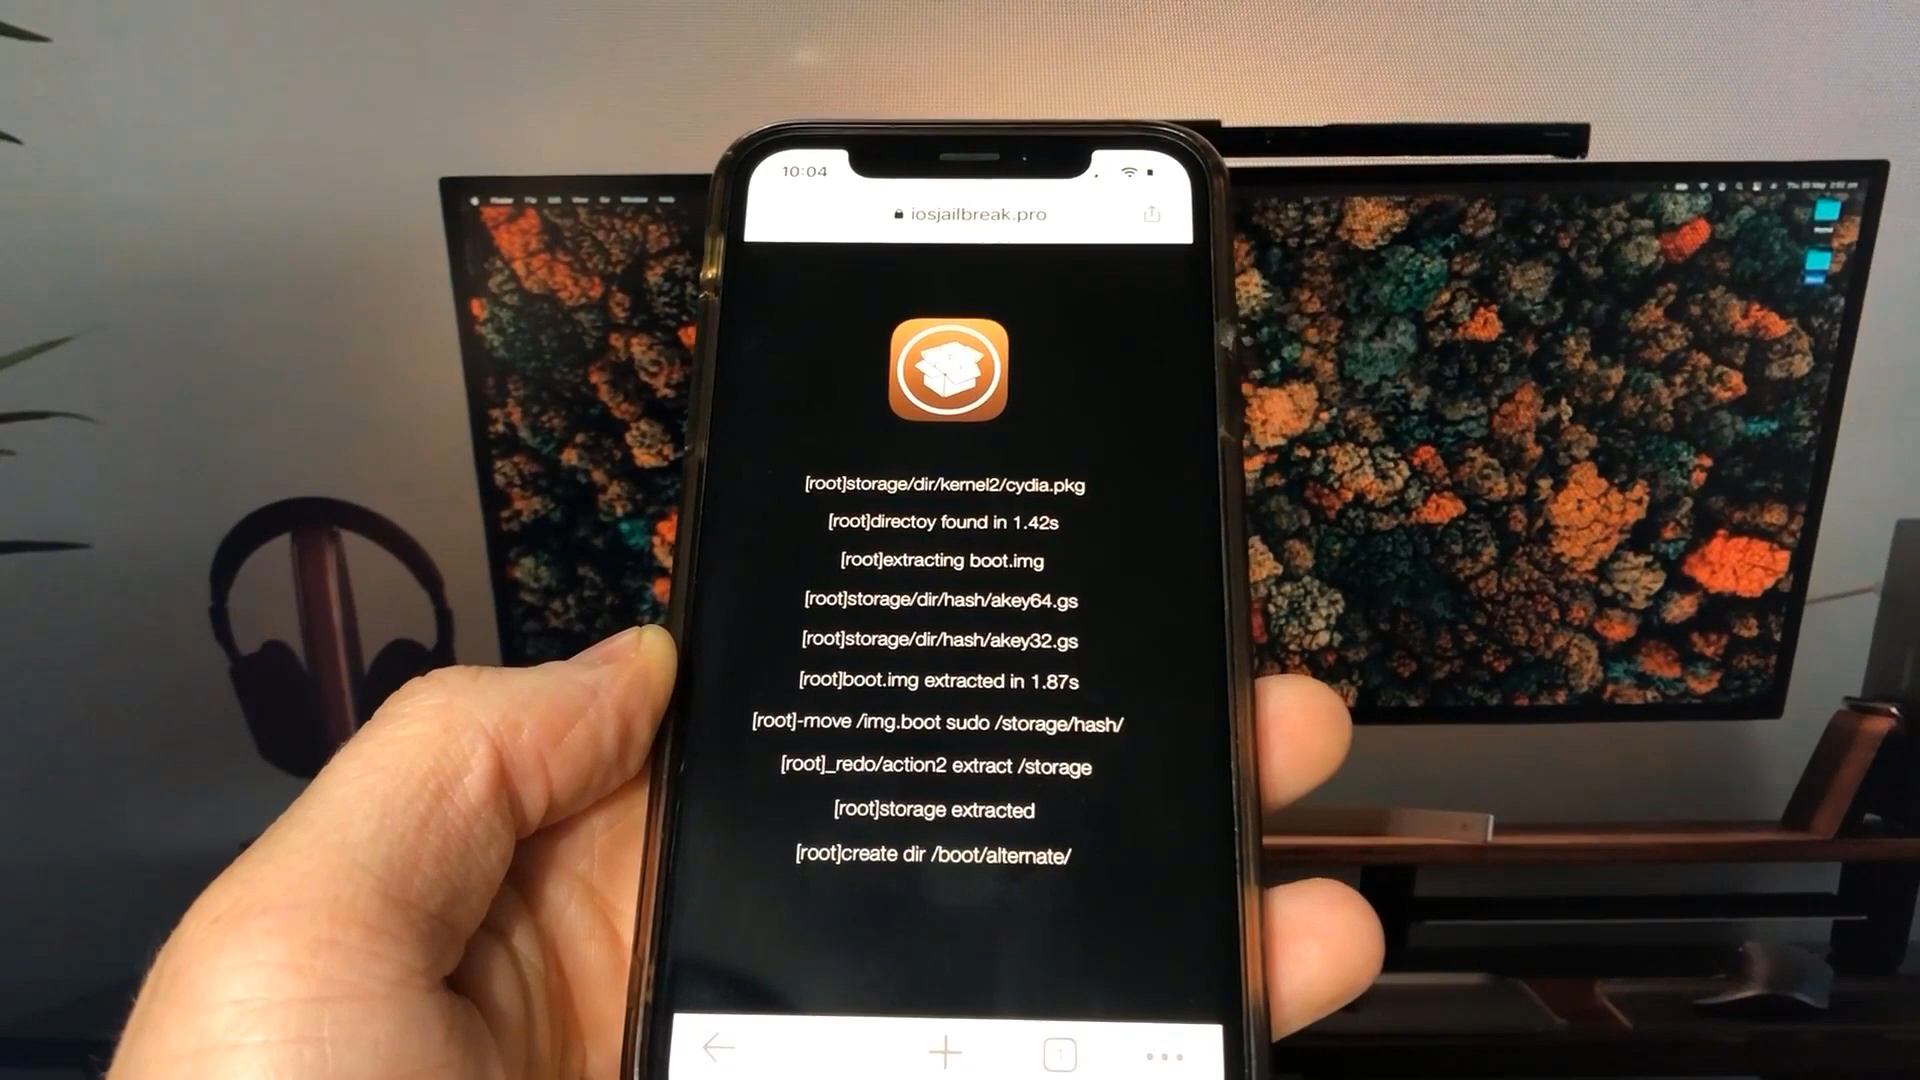 10:04
iosjailbreak.pro
[root]storage/dir/kernel2/cydia.pkg
[root]directoy found in 1.42s
[root]extracting boot.img
[root]storage/dir/hash/akey64.gs
[root]storage/dir/hash/akey32.gs
[root]boot.img extracted in 1.87s
[root]-move /img.boot sudo /storage/hash/
[root]_redo/action2 extract /storage
[root]storage extracted
[root]create dir /boot/alternate/
1